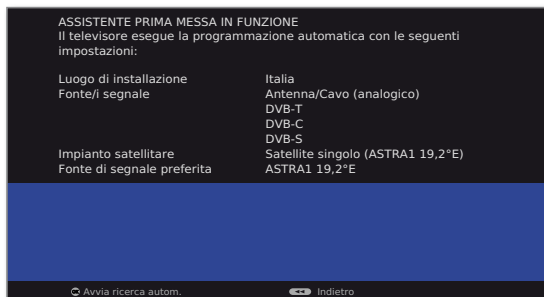 ASSISTENTE PRIMA MESSA IN FUNZIONE
Il televisore esegue la programmazione automatica con le seguenti
impostazioni:
Luogo di installazione Italia
Fonte/i segnale Antenna/Cavo (analogico)
DVB-T
DVB-C
DVB-S
Impianto satellitare Satellite singolo (ASTRA1 19,2°E)
Fonte di segnale preferita ASTRA1 19,2°E
Avvia ricerca autom. Indietro